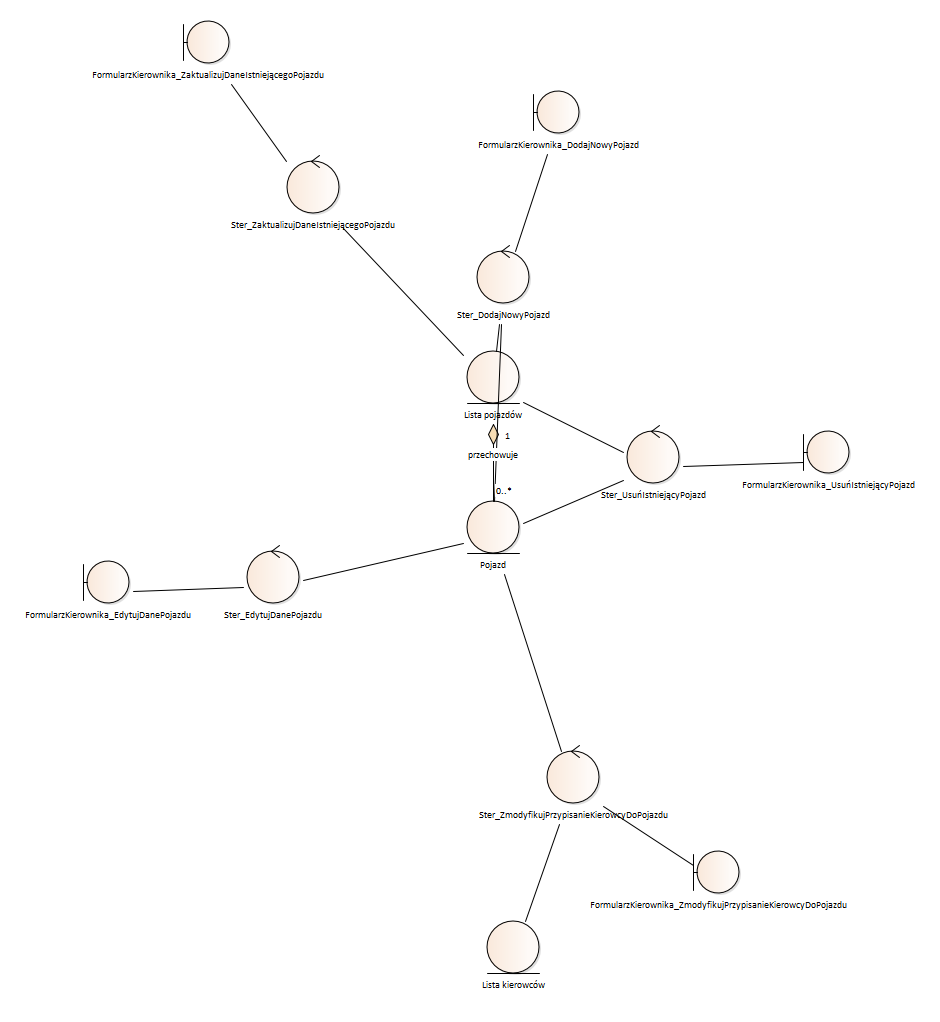 FormularzKierownika_ZaktualizujDaneIstniejącegoPojazdu
FormularzKierownika_DodajNowyPojazd
Ster_ZaktualizujDaneIstniejącegoPojazdu
Ster_DodajNowyPojazd
Lista pojazdów
1
przechowuje
0..*
Ster_UsuńIstniejącyPojazd
FormularzKierownika_UsuńIstniejącyPojazd
Pojazd
FormularzKierownika_EdytujDanePojazdu
Ster_EdytujDanePojazdu
Ster_ZmodyfikujPrzypisanieKierowcyDoPojazdu
FormularzKierownika_ZmodyfikujPrzypisanieKierowcyDoPojazdu
Lista kierowców